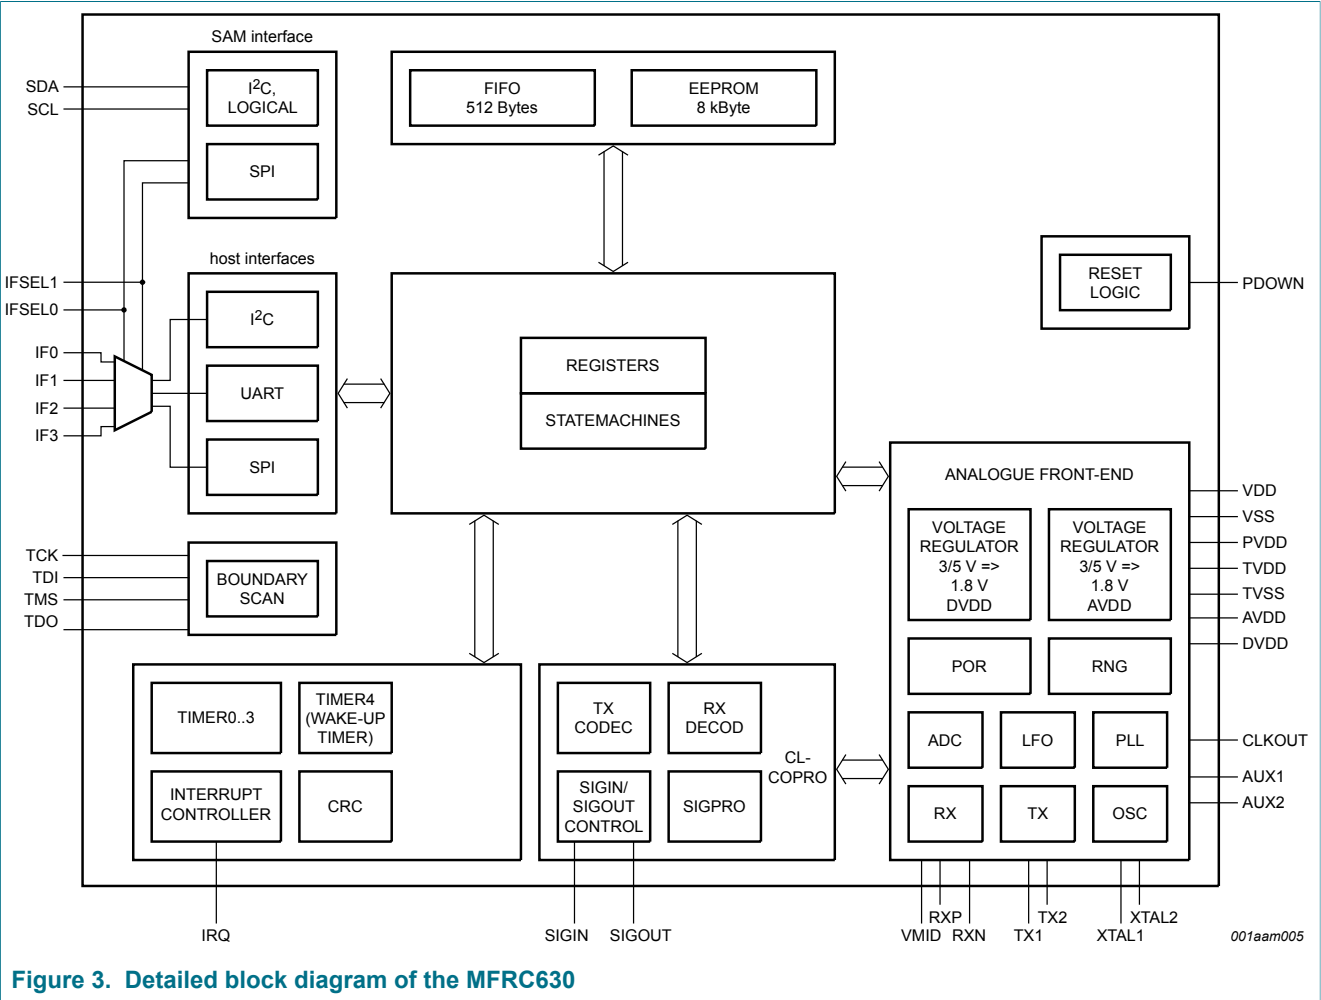 SAM interface
SDA
SCL
I2C,
LOGICAL
SPI
FIFO
512 Bytes
EEPROM
8 kByte
host interfaces
IFSEL1
IFSEL0
IF0
IF1
IF2
IF3
I2C
UART
SPI
REGISTERS
STATEMACHINES
RESET
LOGIC
PDOWN
TCK
TDI
TMS
TDO
BOUNDARY
SCAN
ANALOGUE FRONT-END
VOLTAGE
REGULATOR
3/5 V =>
1.8 V
DVDD
VOLTAGE
REGULATOR
3/5 V =>
1.8 V
AVDD
POR
RNG
ADC
LFO
PLL
RX
TX
OSC
VDD
VSS
PVDD
TVDD
TVSS
AVDD
DVDD
CLKOUT
AUX1
AUX2
TIMER0..3
TIMER4
(WAKE-UP
TIMER)
INTERRUPT
CONTROLLER
CRC
TX
CODEC
RX
DECOD
SIGIN/
SIGOUT
CONTROL
SIGPRO
CL-
COPRO
IRQ
SIGIN
SIGOUT
VMID
RXP
RXN
TX1
TX2
XTAL1
XTAL2
001aam005
Figure 3. Detailed block diagram of the MFRC630